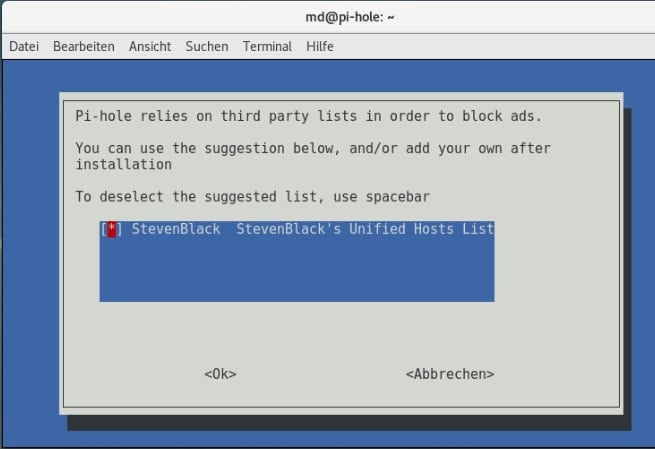 md@pi-hole: ~
Datei Bearbeiten Ansicht Suchen Terminal Hilfe
Pi-hole relies on third party lists in order to block ads.
You can use the suggestion below, and/or add your own after
installation
To deselect the suggested list, use spacebar
[*] StevenBlack  StevenBlack's Unified Hosts List
<Ok> <Abbrechen>